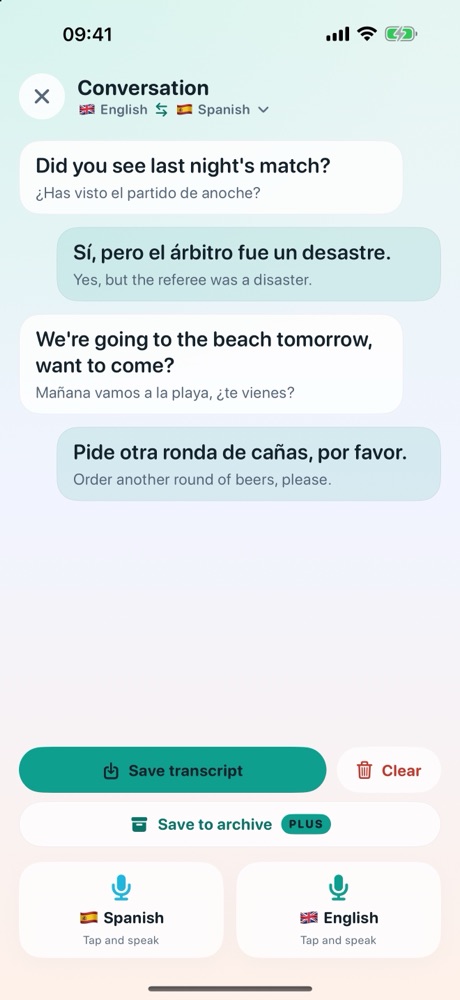 09:41
Conversation
English Spanish
Did you see last night's match?
¿Has visto el partido de anoche?
Sí, pero el árbitro fue un desastre.
Yes, but the referee was a disaster.
We're going to the beach tomorrow,
want to come?
Mañana vamos a la playa, ¿te vienes?
Pide otra ronda de cañas, por favor.
Order another round of beers, please.
Save transcript
Clear
Save to archive PLUS
Spanish
Tap and speak
English
Tap and speak